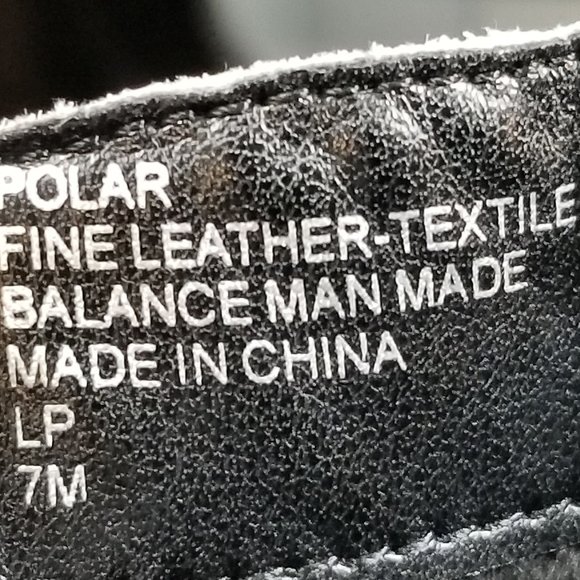 POLAR
FINE LEATHER-TEXTILE
BALANCE MAN MADE
MADE IN CHINA
LP
7M